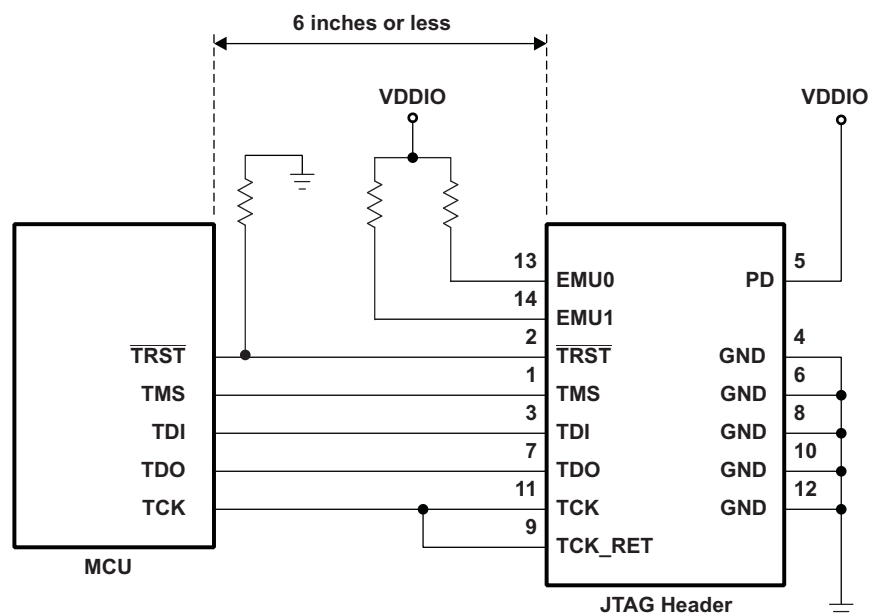 6 inches or less
VDDIO
VDDIO
13
EMU0
PD
5
14
EMU1
TRST
2
TRST
GND
4
TMS
1
TMS
GND
6
TDI
3
TDI
GND
8
TDO
7
TDO
GND
10
TCK
11
TCK
GND
12
9
TCK_RET
MCU
JTAG Header